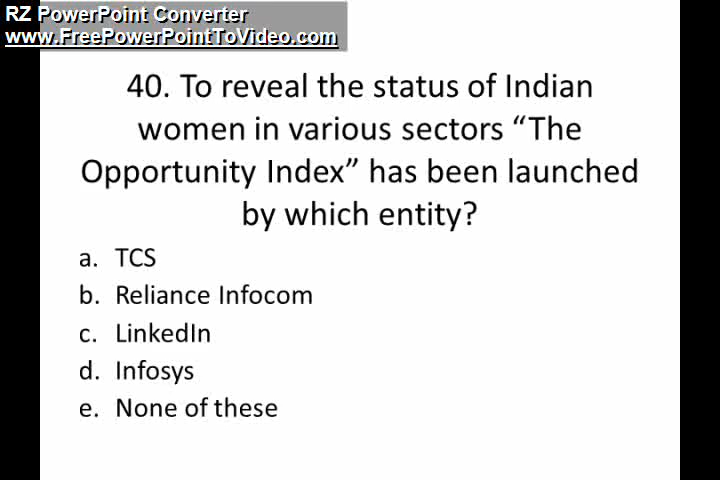 RZ PowerPoint Converter
www.FreePowerPointToVideo.com
40. To reveal the status of Indian
women in various sectors “The
Opportunity Index” has been launched
by which entity?
a. TCS
b. Reliance Infocom
c. LinkedIn
d. Infosys
e. None of these